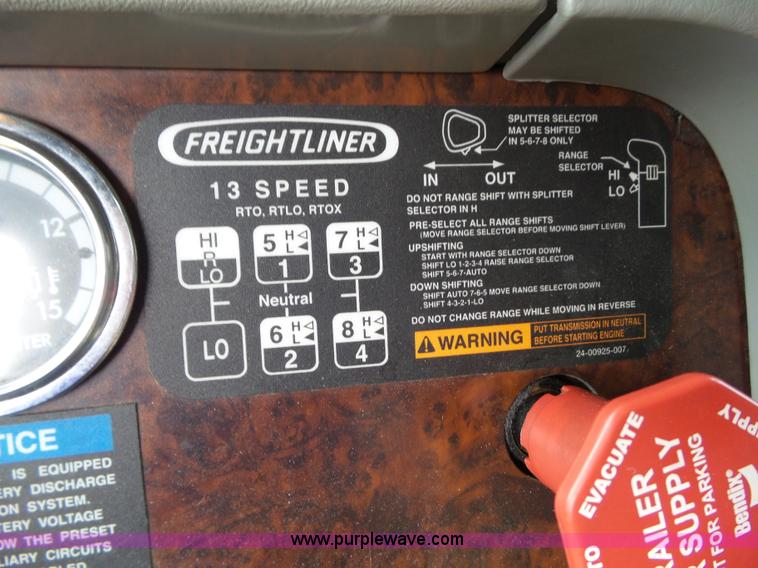 FREIGHTLINER
13 SPEED
RTO, RTLO, RTOX
HI
R
LO
5 H
L
1
7 H
L
3
Neutral
LO
6 H
L
2
8 H
L
4
SPLITTER SELECTOR
MAY BE SHIFTED
IN 5-6-7-8 ONLY
IN OUT
RANGE
SELECTOR
HI
LO
DO NOT RANGE SHIFT WITH SPLITTER
SELECTOR IN H
PRE-SELECT ALL RANGE SHIFTS
(MOVE RANGE SELECTOR BEFORE MOVING SHIFT LEVER)
UPSHIFTING
START WITH RANGE SELECTOR DOWN
SHIFT LO 1-2-3-4 RAISE RANGE SELECTOR
SHIFT 5-6-7-AUTO
DOWN SHIFTING
SHIFT AUTO 7-6-5 MOVE RANGE SELECTOR DOWN
SHIFT 4-3-2-1-LO
DO NOT CHANGE RANGE WHILE MOVING IN REVERSE
WARNING
PUT TRANSMISSION IN NEUTRAL
BEFORE STARTING ENGINE
24-00925-007
12
15
TER
TICE
IS EQUIPPED
ERY DISCHARGE
ON SYSTEM.
TERY VOLTAGE
OW THE PRESET
LIARY CIRCUITS
EVACUATE
RAILER
SUPPLY
T FOR PARKING
Bendix
UPPLY
www.purplewave.com